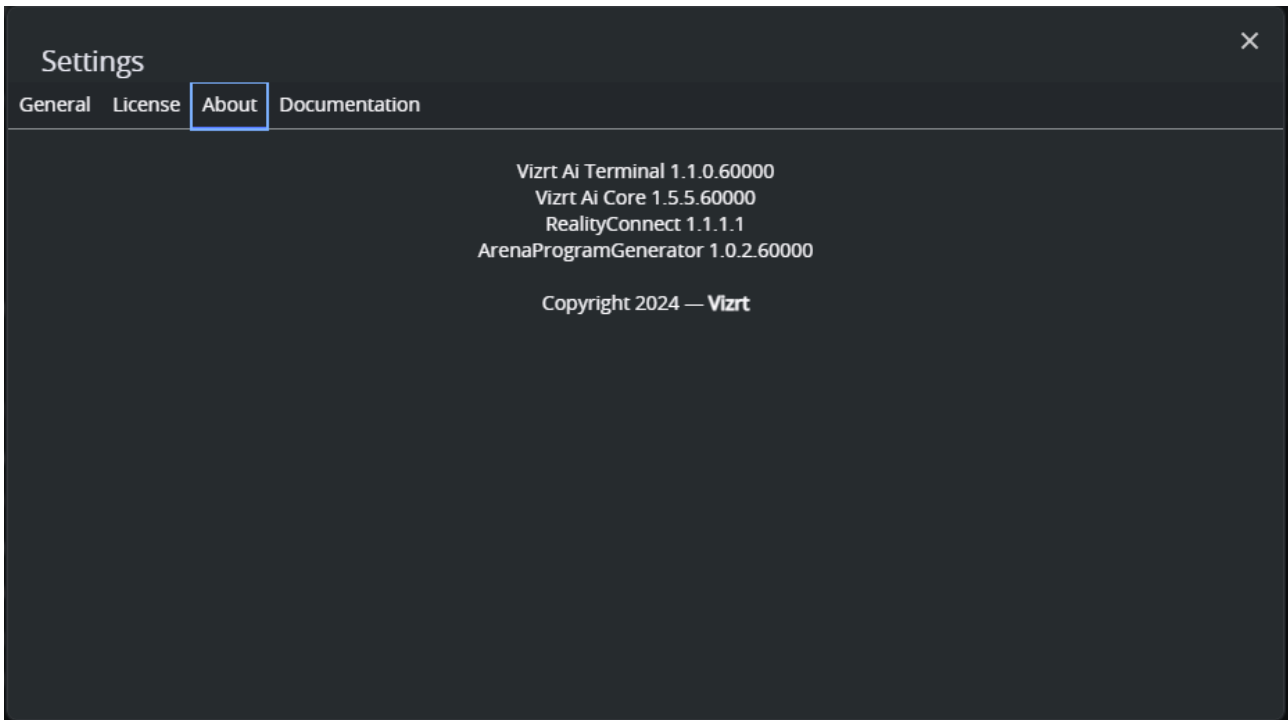 Settings
General License About Documentation
Vizrt Ai Terminal 1.1.0.60000
Vizrt Ai Core 1.5.5.60000
RealityConnect 1.1.1.1
ArenaProgramGenerator 1.0.2.60000
Copyright 2024 — Vizrt